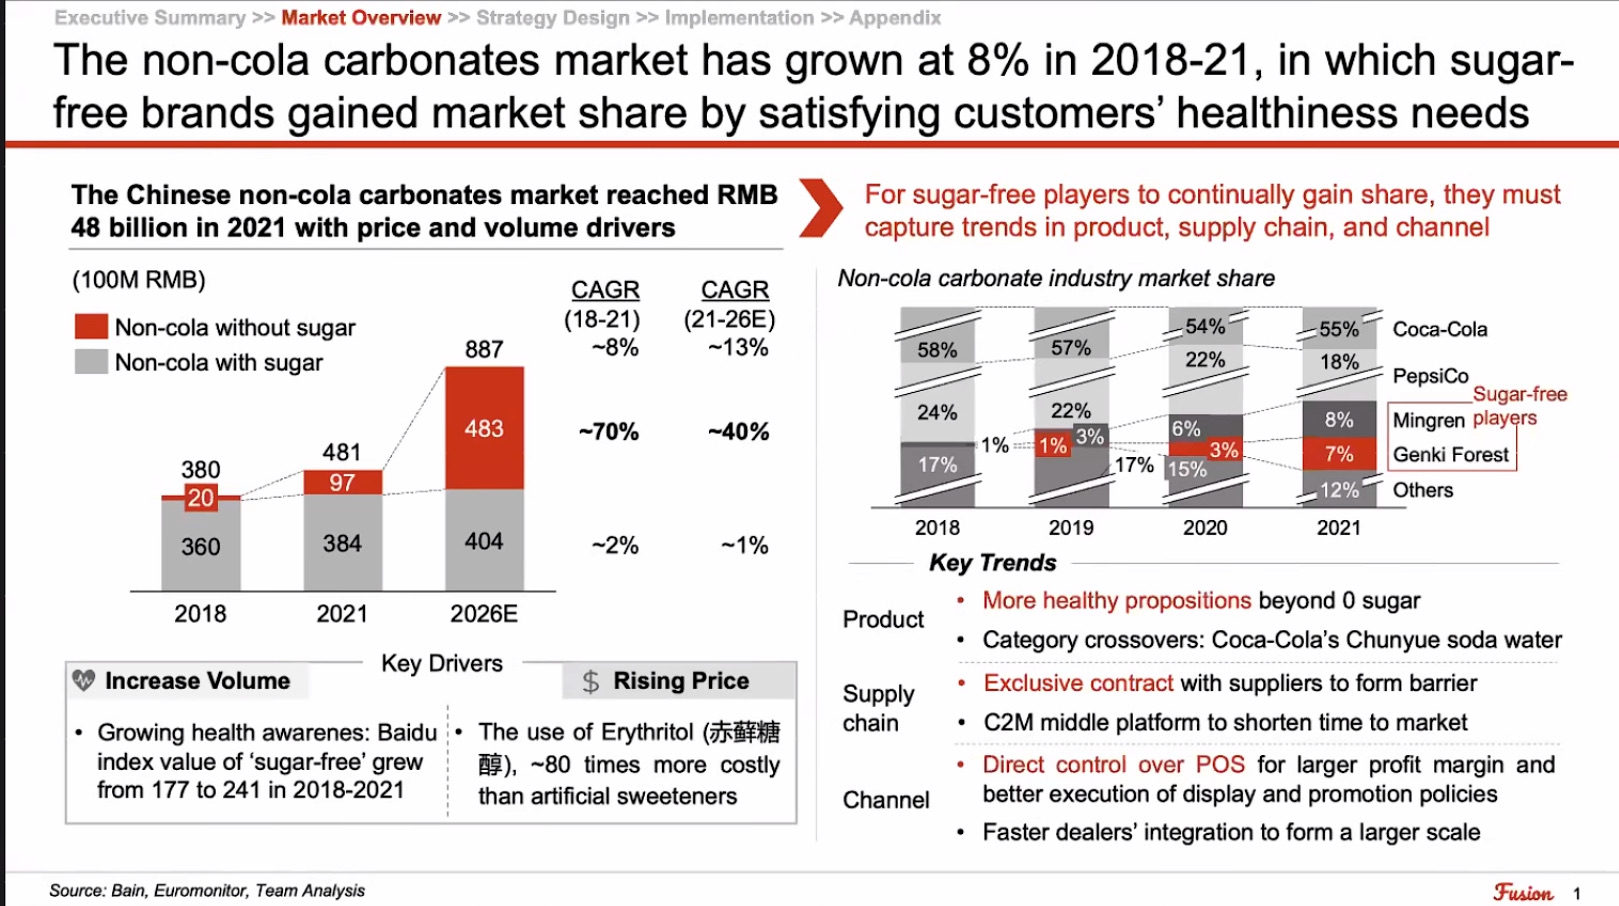 Executive Summary >> Market Overview >> Strategy Design >> Implementation >> Appendix
The non-cola carbonates market has grown at 8% in 2018-21, in which sugar-
free brands gained market share by satisfying customers' healthiness needs
The Chinese non-cola carbonates market reached RMB
48 billion in 2021 with price and volume drivers
(100M RMB)
Non-cola without sugar
Non-cola with sugar
CAGR
(18-21)
CAGR
(21-26E)
~8%
~13%
~70%
~40%
~2%
~1%
380
20
360
481
97
384
887
483
404
2018
2021
2026E
Key Drivers
Increase Volume
• Growing health awarenes: Baidu
index value of ‘sugar-free’ grew
from 177 to 241 in 2018-2021
$ Rising Price
• The use of Erythritol (赤藓糖
醇), ~80 times more costly
than artificial sweeteners
For sugar-free players to continually gain share, they must
capture trends in product, supply chain, and channel
Non-cola carbonate industry market share
58%
24%
1%
17%
57%
22%
3%
1%
17%
54%
22%
6%
3%
15%
55%
18%
8%
7%
12%
Coca-Cola
PepsiCo
Sugar-free
players
Mingren
Genki Forest
Others
2018
2019
2020
2021
Key Trends
Product
• More healthy propositions beyond 0 sugar
• Category crossovers: Coca-Cola's Chunyue soda water
Supply
chain
• Exclusive contract with suppliers to form barrier
• C2M middle platform to shorten time to market
Channel
• Direct control over POS for larger profit margin and
better execution of display and promotion policies
• Faster dealers' integration to form a larger scale
Source: Bain, Euromonitor, Team Analysis
Fusion
1